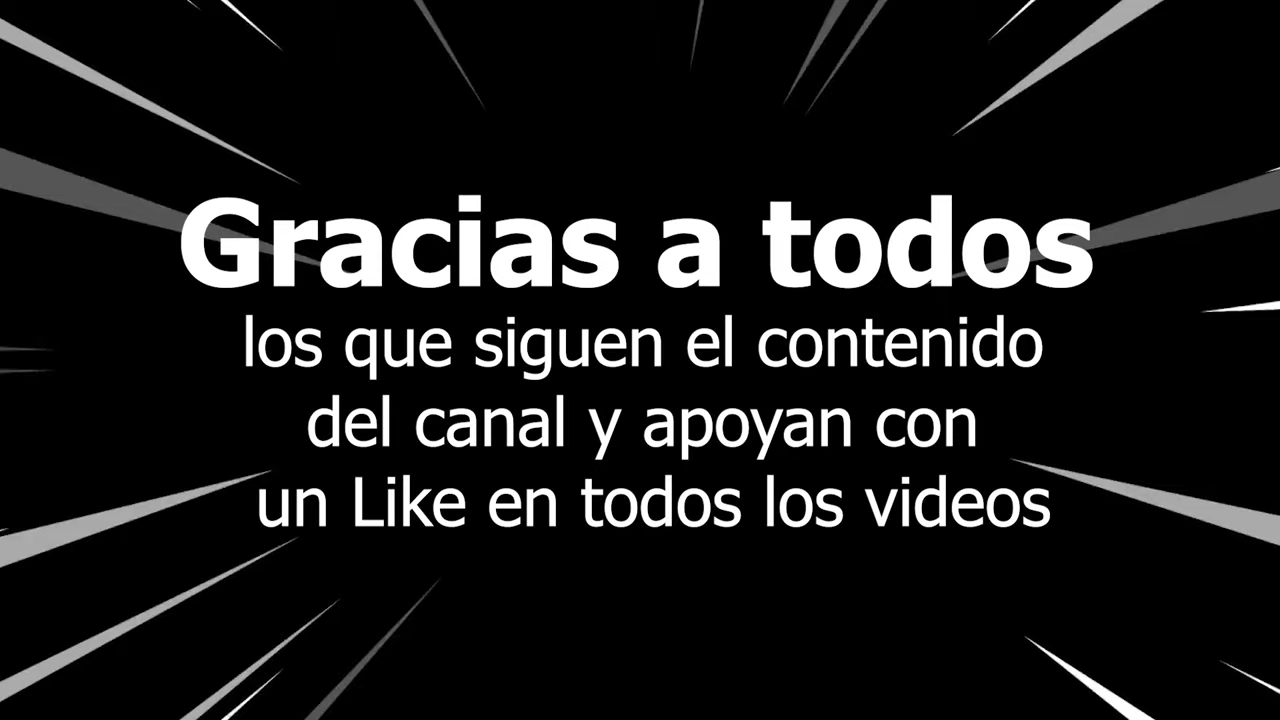 Gracias a todos
los que siguen el contenido
del canal y apoyan con
un Like en todos los videos